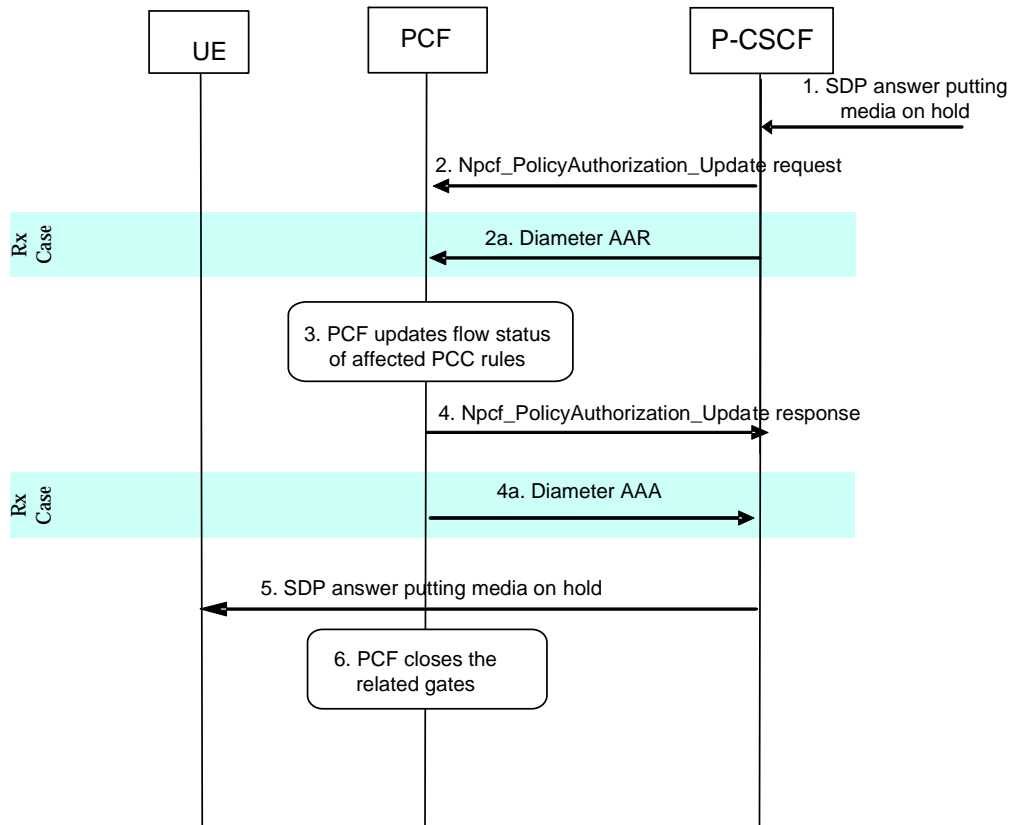 UE
PCF
P-CSCF
1. SDP answer putting
media on hold
2. Npcf_PolicyAuthorization_Update request
Rx
Case
2a. Diameter AAR
3. PCF updates flow status
of affected PCC rules
4. Npcf_PolicyAuthorization_Update response
Rx
Case
4a. Diameter AAA
5. SDP answer putting media on hold
6. PCF closes the
related gates